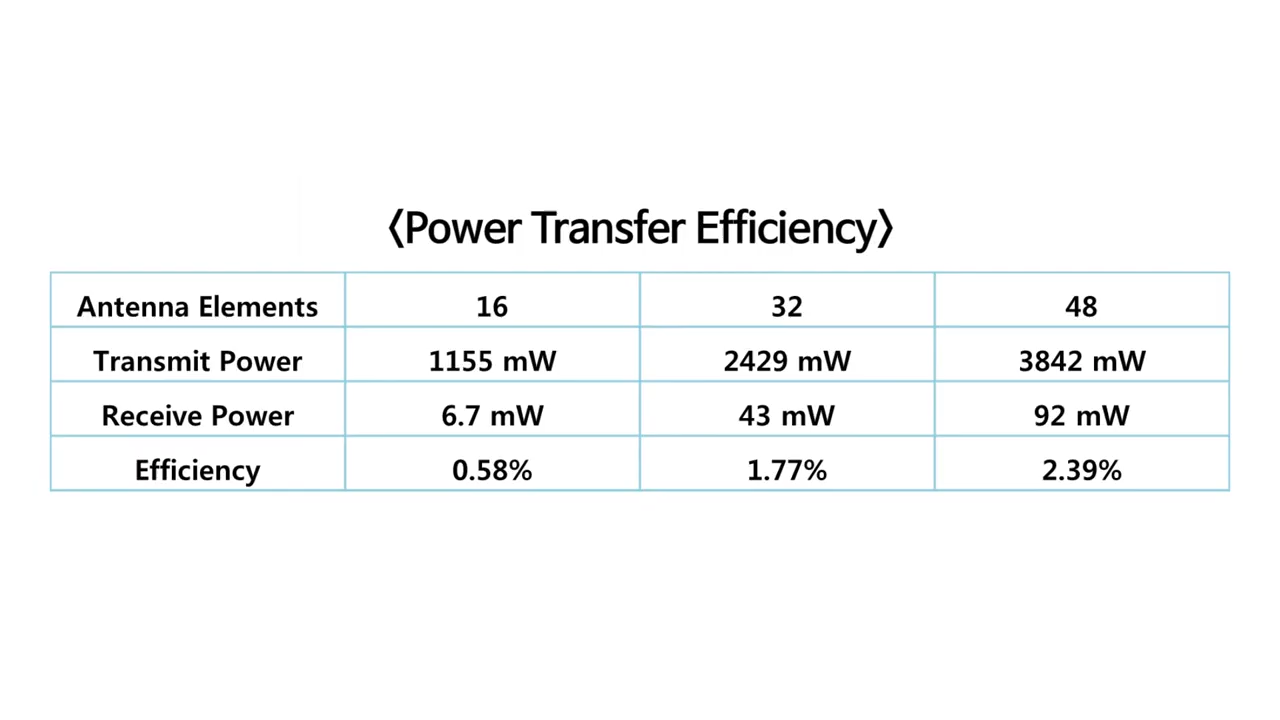 〈Power Transfer Efficiency〉
Antenna Elements 16 32 48
Transmit Power 1155 mW 2429 mW 3842 mW
Receive Power 6.7 mW 43 mW 92 mW
Efficiency 0.58% 1.77% 2.39%